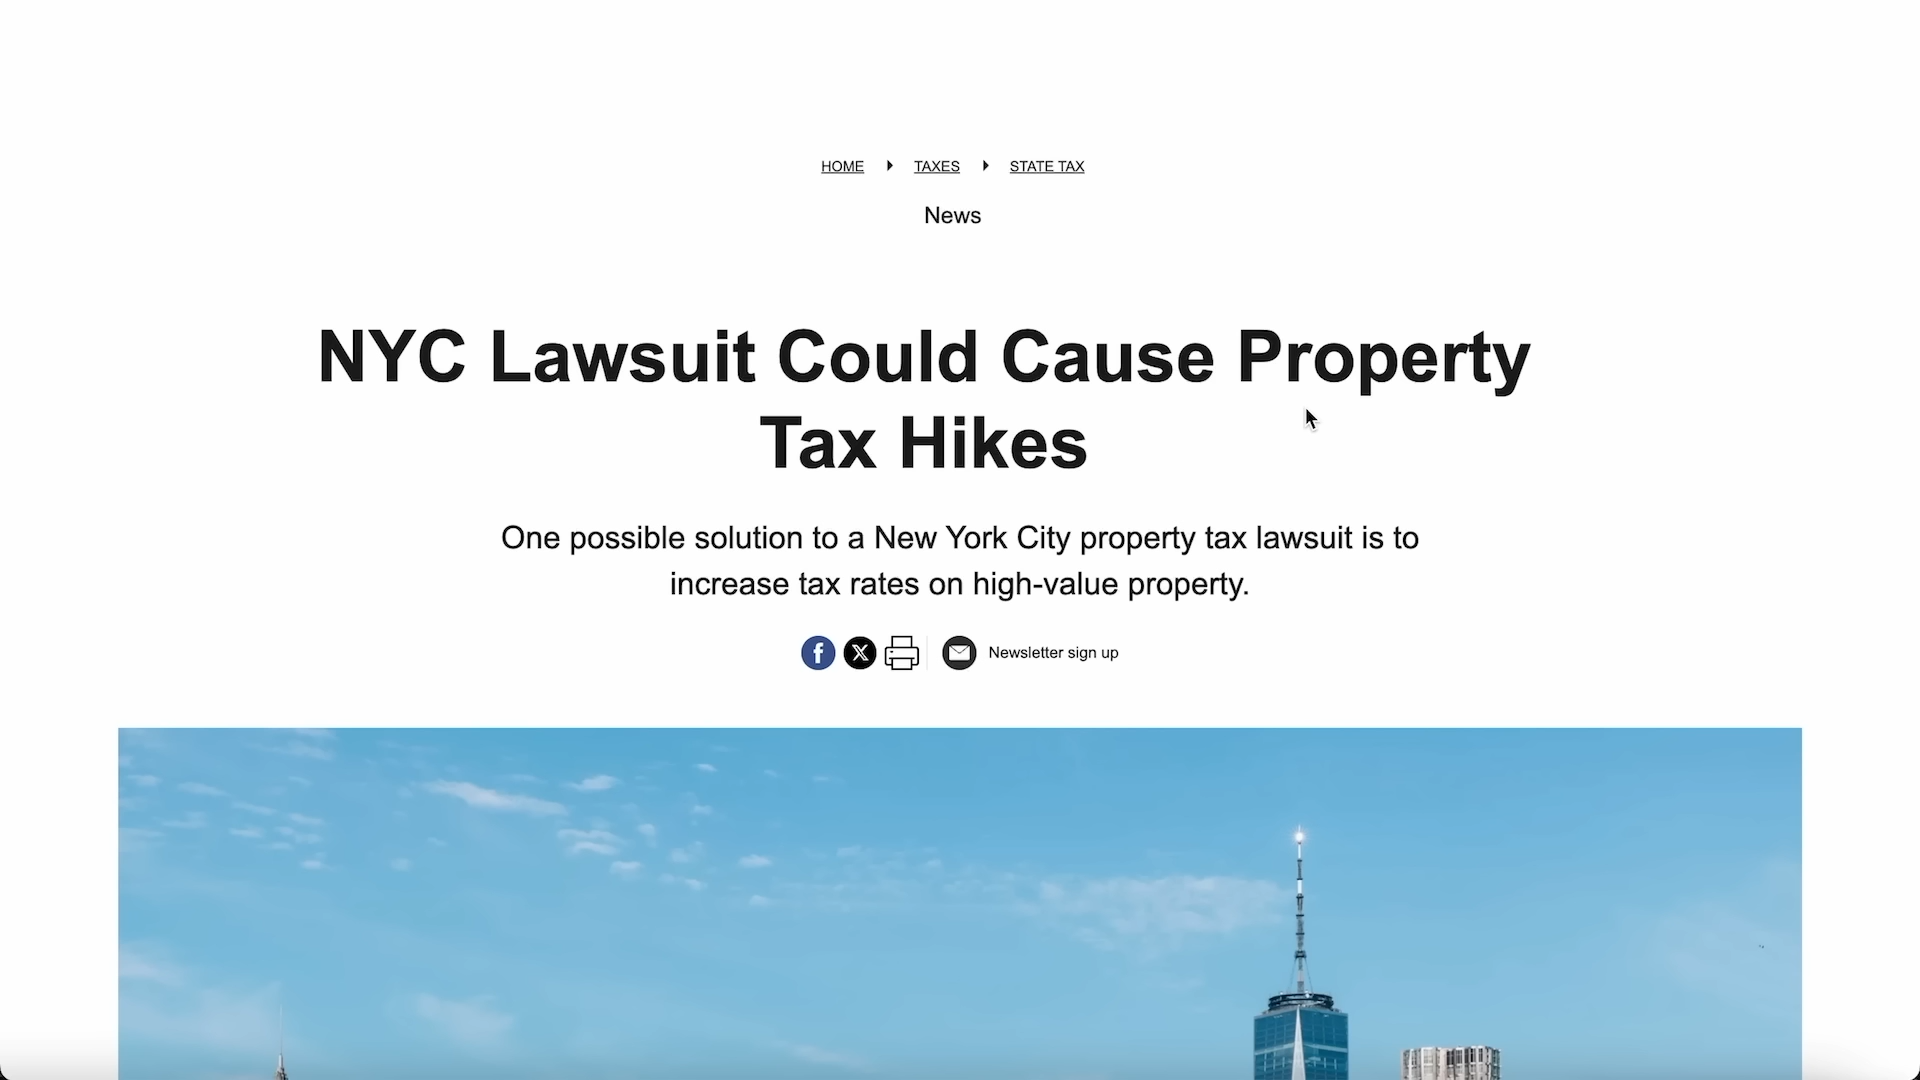 HOME TAXES STATE TAX
News
NYC Lawsuit Could Cause Property
Tax Hikes
One possible solution to a New York City property tax lawsuit is to
increase tax rates on high-value property.
Newsletter sign up